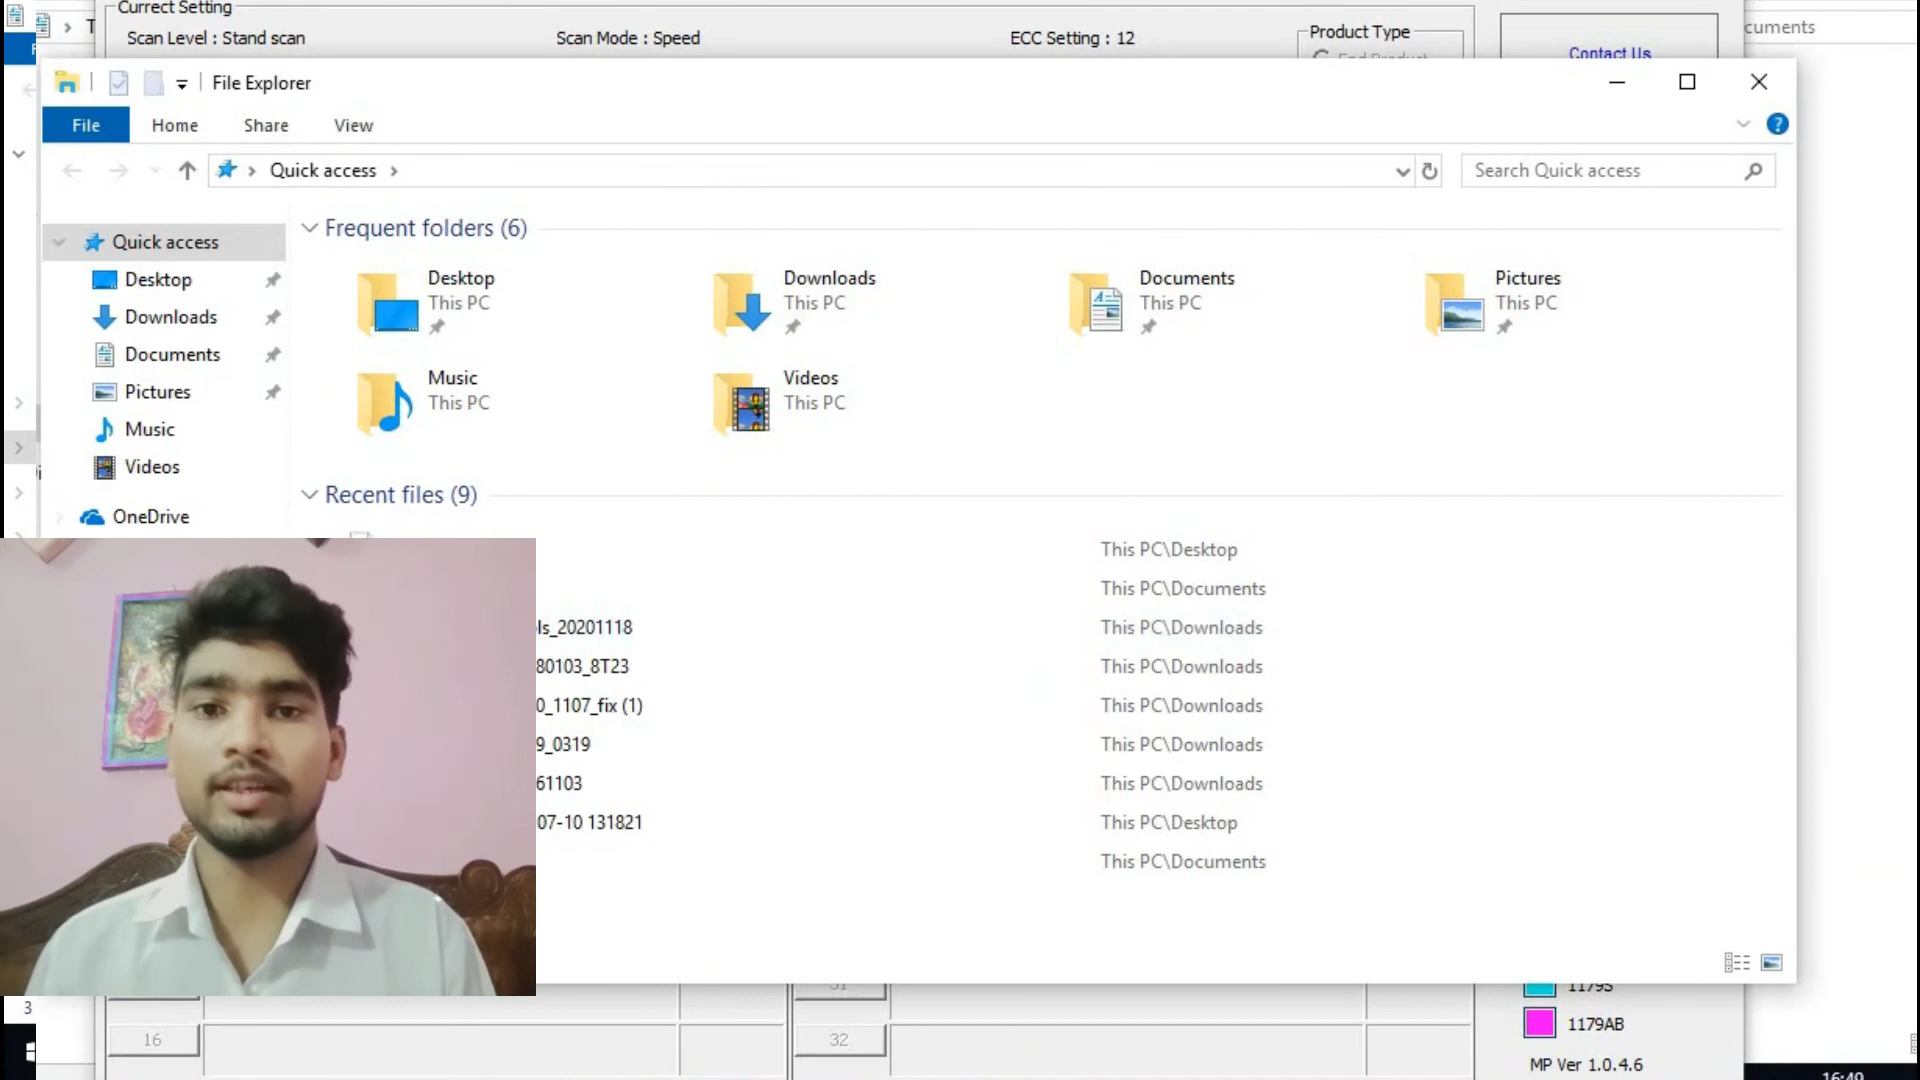 Currect Setting
Scan Level : Stand scan
Scan Mode : Speed
ECC Setting : 12
Product Type
Contact Us
cuments
File Explorer
File
Home
Share
View
Quick access
Search Quick access
Quick access
Desktop
Downloads
Documents
Pictures
Music
Videos
OneDrive
Frequent folders (6)
Desktop
This PC
Downloads
This PC
Documents
This PC
Pictures
This PC
Music
This PC
Videos
This PC
Recent files (9)
This PC\Desktop
This PC\Documents
ls_20201118
This PC\Downloads
80103_8T23
This PC\Downloads
0_1107_fix (1)
This PC\Downloads
9_0319
This PC\Downloads
61103
This PC\Downloads
07-10 131821
This PC\Desktop
This PC\Documents
3
31
1179S
16
32
1179AB
MP Ver 1.0.4.6
16:40